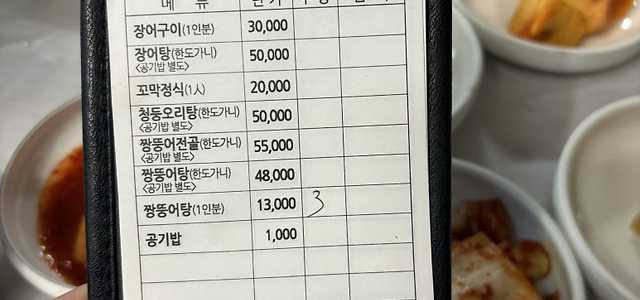 메 뉴 단 가
장어구이(1인분) 30,000
장어탕(한도가니) 50,000
<공기밥 별도>
꼬막정식(1人) 20,000
청둥오리탕(한도가니) 50,000
<공기밥 별도>
짱뚱어전골(한도가니) 55,000
<공기밥 별도>
짱뚱어탕(한도가니) 48,000
<공기밥 별도>
짱뚱어탕(1인분) 13,000 3
공기밥 1,000